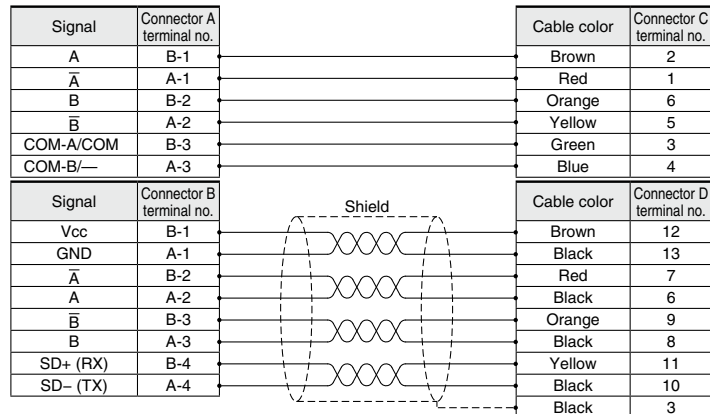 Signal Connector A terminal no. Cable color Connector C terminal no.
A B-1 Brown 2
A̅ A-1 Red 1
B B-2 Orange 6
B̅ A-2 Yellow 5
COM-A/COM B-3 Green 3
COM-B/— A-3 Blue 4
Signal Connector B terminal no. Shield Cable color Connector D terminal no.
Vcc B-1 Brown 12
GND A-1 Black 13
A̅ B-2 Red 7
A A-2 Black 6
B̅ B-3 Orange 9
B A-3 Black 8
SD+ (RX) B-4 Yellow 11
SD− (TX) A-4 Black 10
Black 3